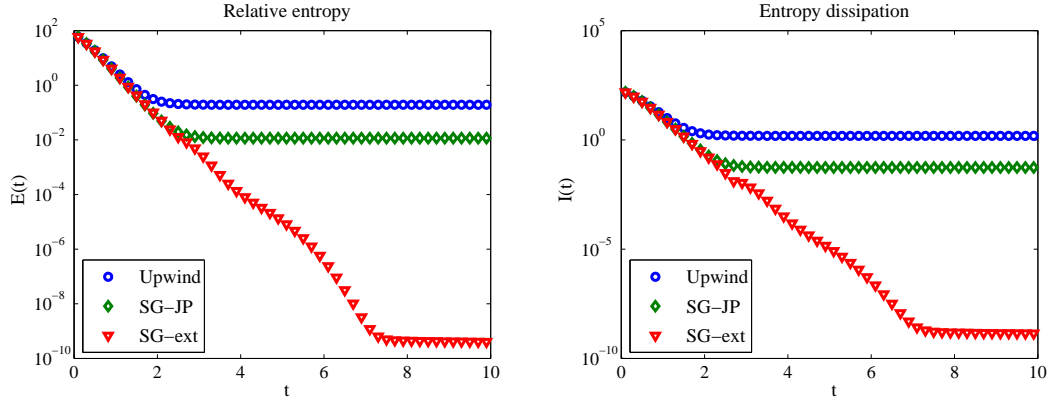 Relative entropy
10^2
10^0
10^−2
10^−4
10^−6
10^−8
10^−10
E(t)
0 2 4 6 8 10
t
Upwind
SG−JP
SG−ext
Entropy dissipation
10^5
10^0
10^−5
10^−10
I(t)
0 2 4 6 8 10
t
Upwind
SG−JP
SG−ext